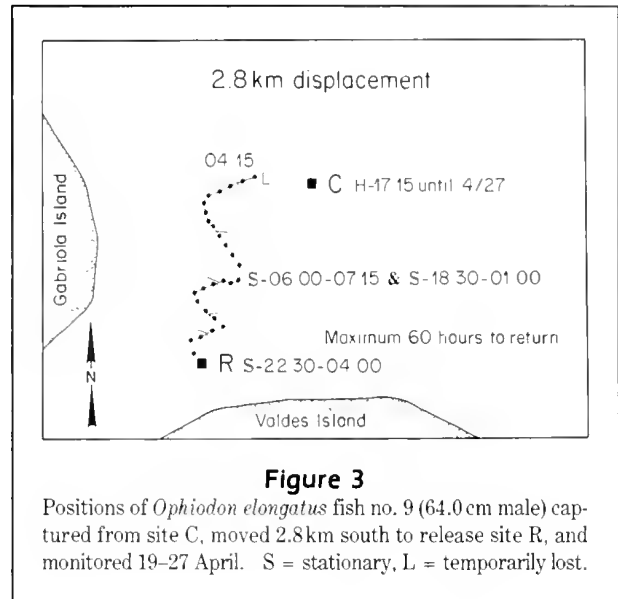 2.8 km displacement
04 15
L
C H-17 15 until 4/27
Gabriola Island
S-06 00-07 15 & S-18 30-01 00
Maximum 60 hours to return
N
R S-22 30-04 00
Valdes Island
Figure 3
Positions of Ophiodon elongatus fish no. 9 (64.0 cm male) cap-
tured from site C, moved 2.8 km south to release site R, and
monitored 19–27 April. S = stationary, L = temporarily lost.